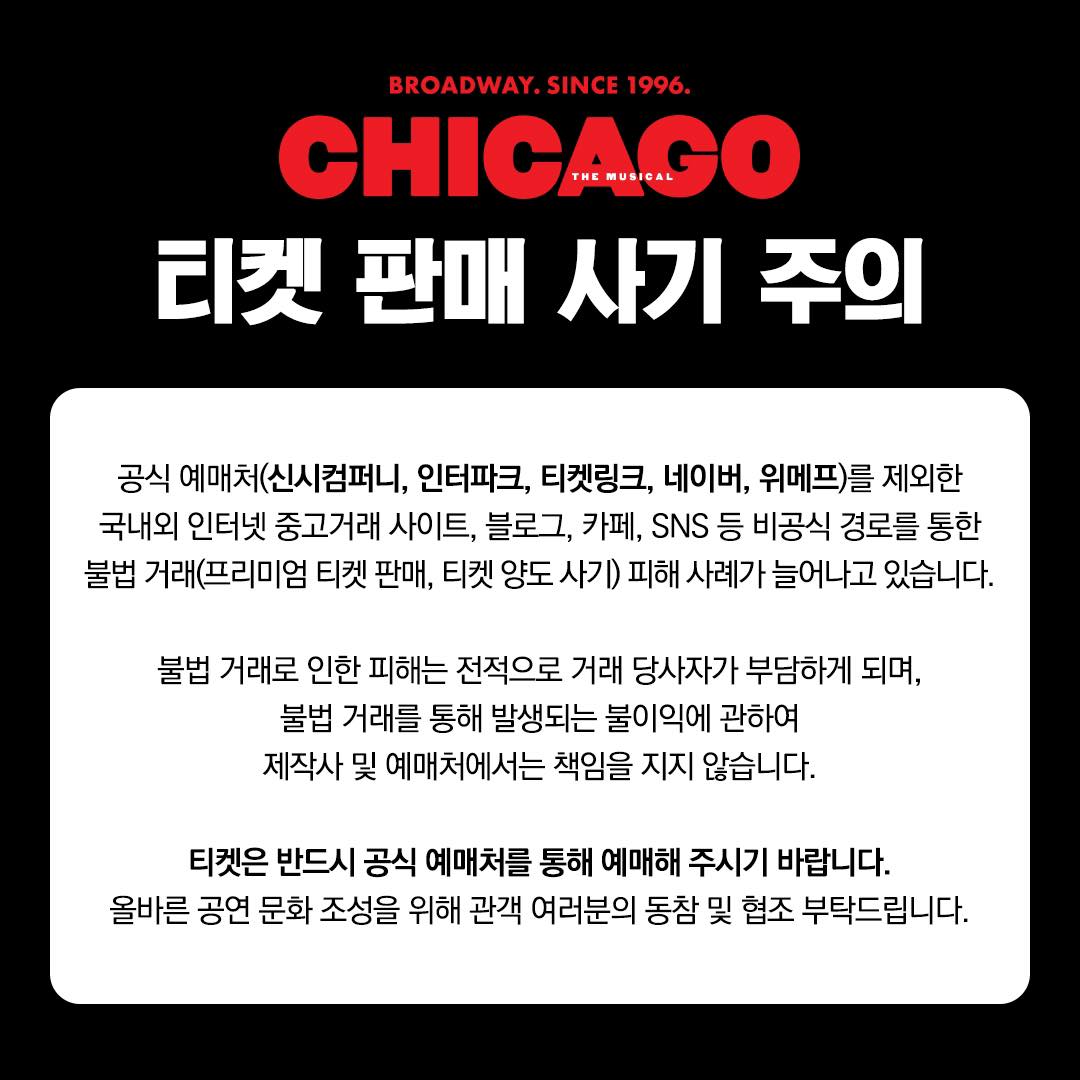 BROADWAY. SINCE 1996.
CHICAGO
THE MUSICAL
티켓 판매 사기 주의
공식 예매처(신시컴퍼니, 인터파크, 티켓링크, 네이버, 위메프)를 제외한
국내외 인터넷 중고거래 사이트, 블로그, 카페, SNS 등 비공식 경로를 통한
불법 거래(프리미엄 티켓 판매, 티켓 양도 사기) 피해 사례가 늘어나고 있습니다.
불법 거래로 인한 피해는 전적으로 거래 당사자가 부담하게 되며,
불법 거래를 통해 발생되는 불이익에 관하여
제작사 및 예매처에서는 책임을 지지 않습니다.
티켓은 반드시 공식 예매처를 통해 예매해 주시기 바랍니다.
올바른 공연 문화 조성을 위해 관객 여러분의 동참 및 협조 부탁드립니다.